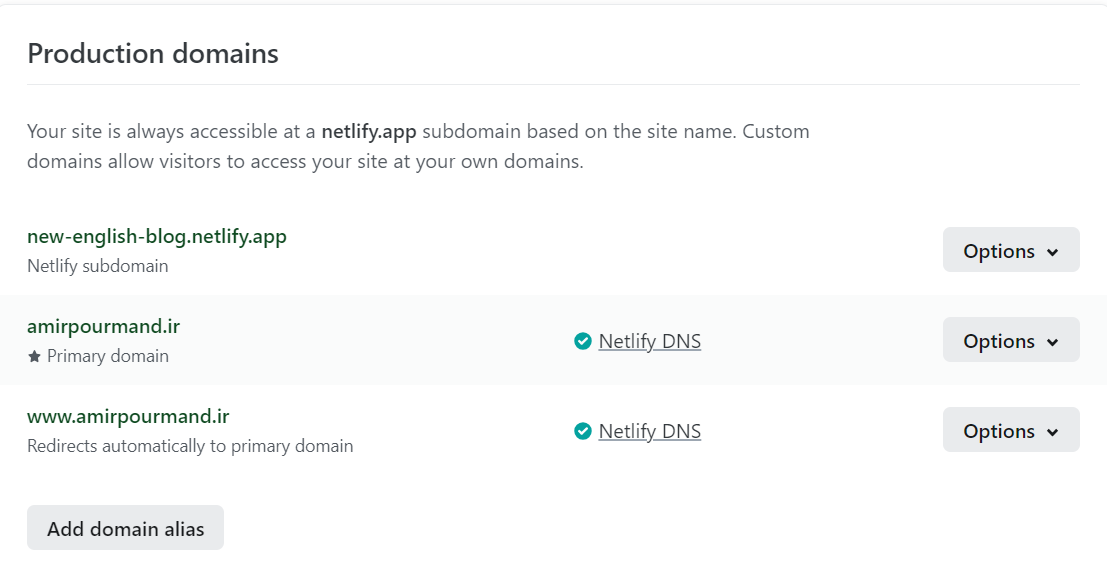 Production domains
Your site is always accessible at a netlify.app subdomain based on the site name. Custom
domains allow visitors to access your site at your own domains.
new-english-blog.netlify.app
Netlify subdomain
Options
amirpourmand.ir
Primary domain
Netlify DNS
Options
www.amirpourmand.ir
Redirects automatically to primary domain
Netlify DNS
Options
Add domain alias